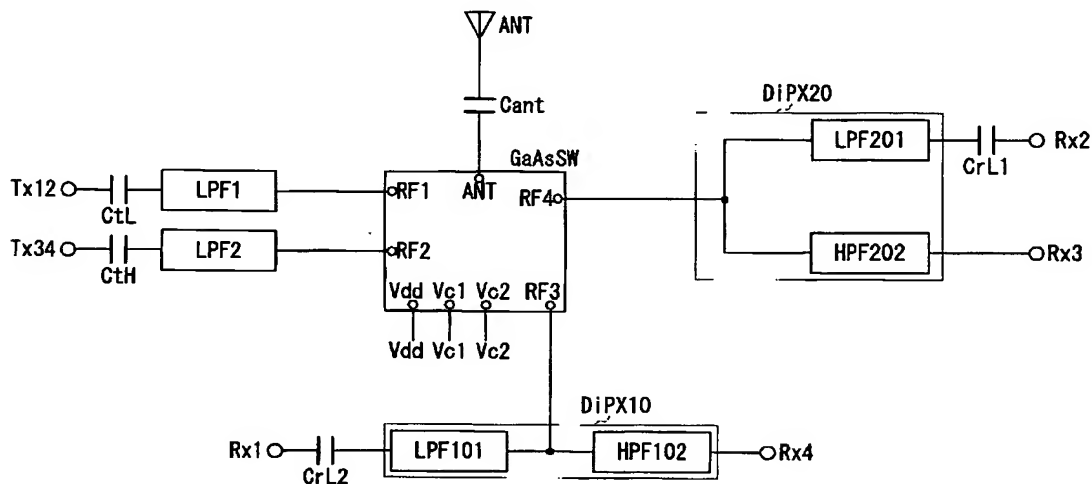 ANT
Cant
DiPX20
GaAsSW
LPF201
Rx2
CrL1
Tx12
CtL
LPF1
RF1
ANT
RF4
Tx34
CtH
LPF2
RF2
HPF202
Rx3
Vdd
Vc1
Vc2
RF3
Vdd
Vc1
Vc2
DiPX10
Rx1
CrL2
LPF101
HPF102
Rx4